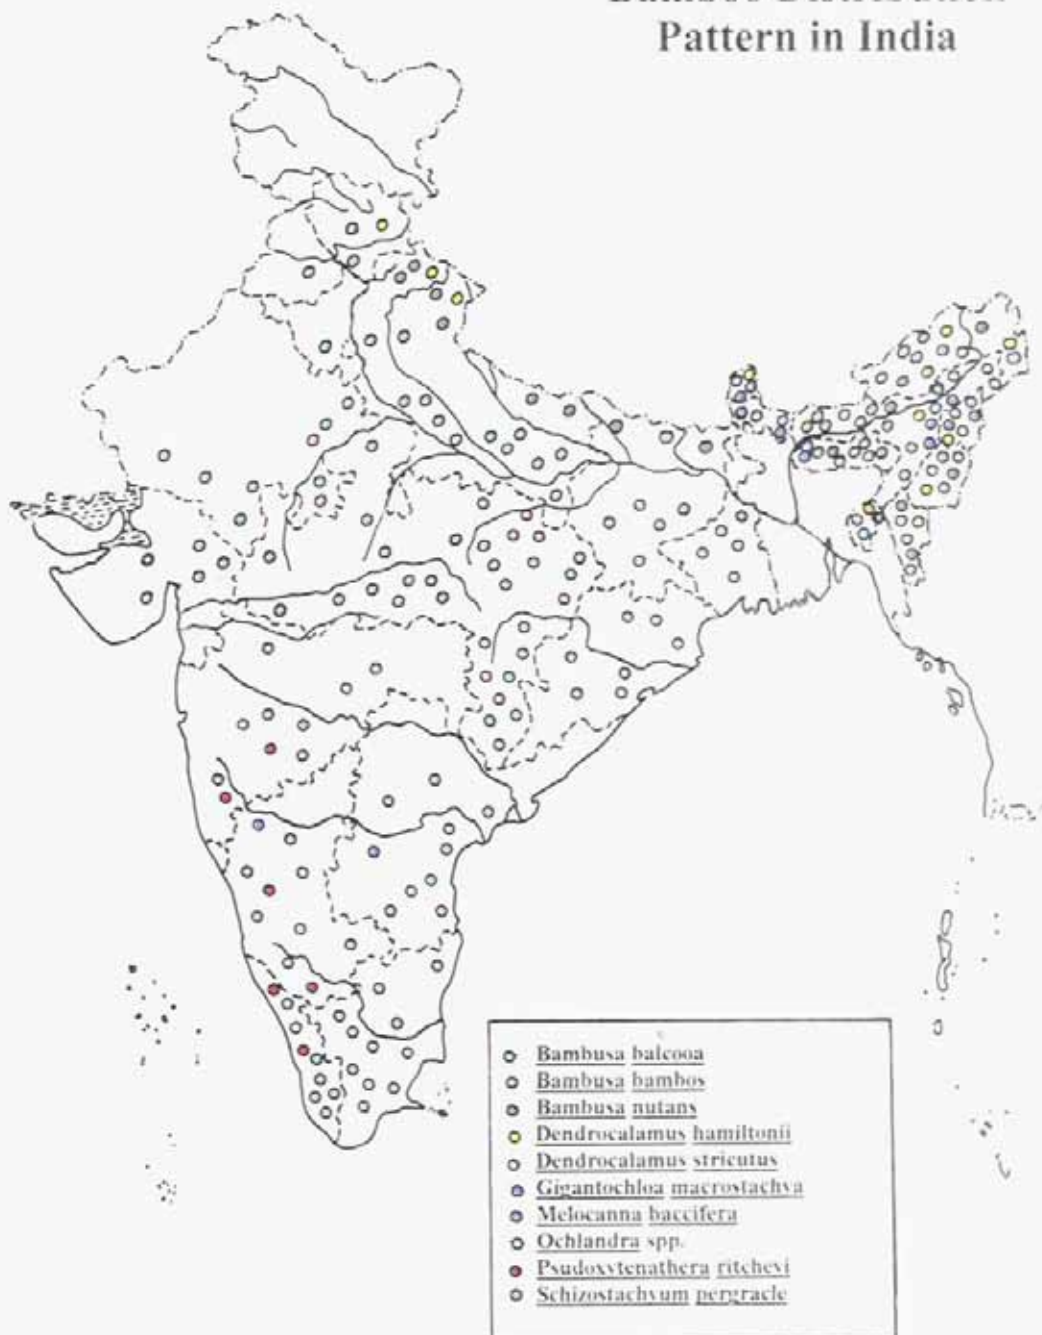 Pattern in India
Bambusa balcooa
Bambusa bambos
Bambusa nutans
Dendrocalamus hamiltonii
Dendrocalamus stricutus
Gigantochloa macrostachva
Melocanna baccifera
Ochlandra spp.
Psudoxytenathera ritchevi
Schizostachyum pergracle